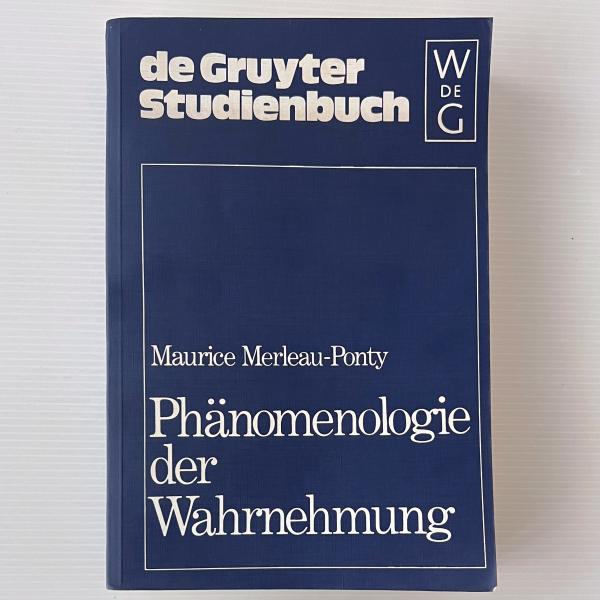 de Gruyter
Studienbuch
W
DE
G
Maurice Merleau-Ponty
Phänomenologie
der
Wahrnehmung